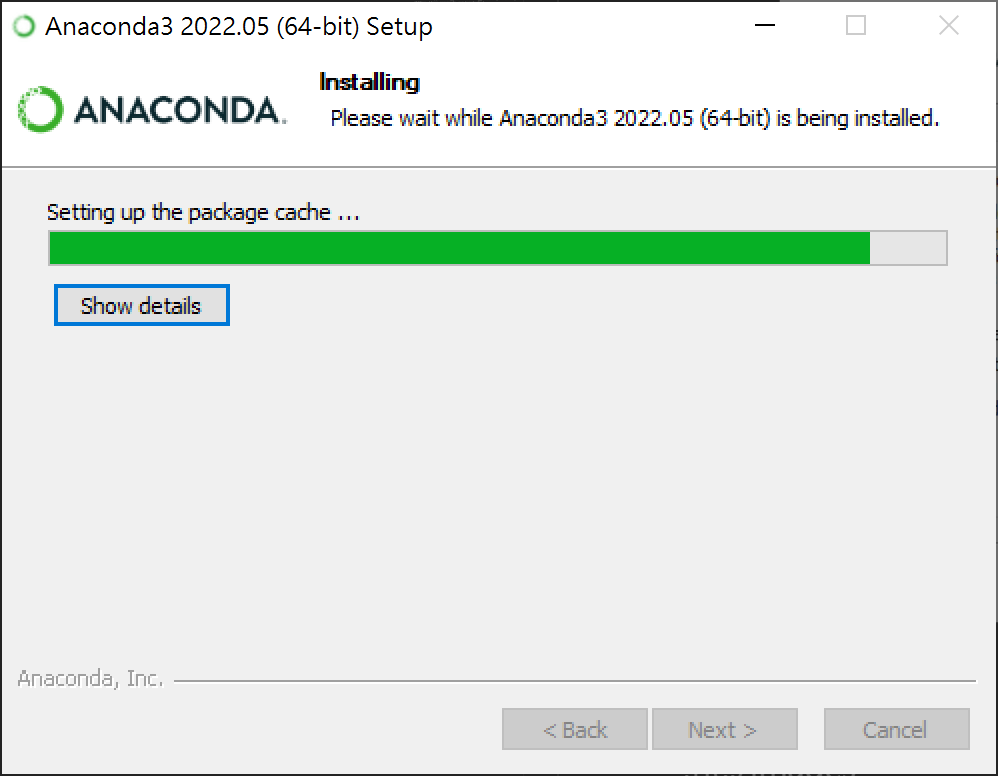 Anaconda3 2022.05 (64-bit) Setup
ANACONDA.
Installing
Please wait while Anaconda3 2022.05 (64-bit) is being installed.
Setting up the package cache ...
Show details
Anaconda, Inc.
< Back
Next >
Cancel